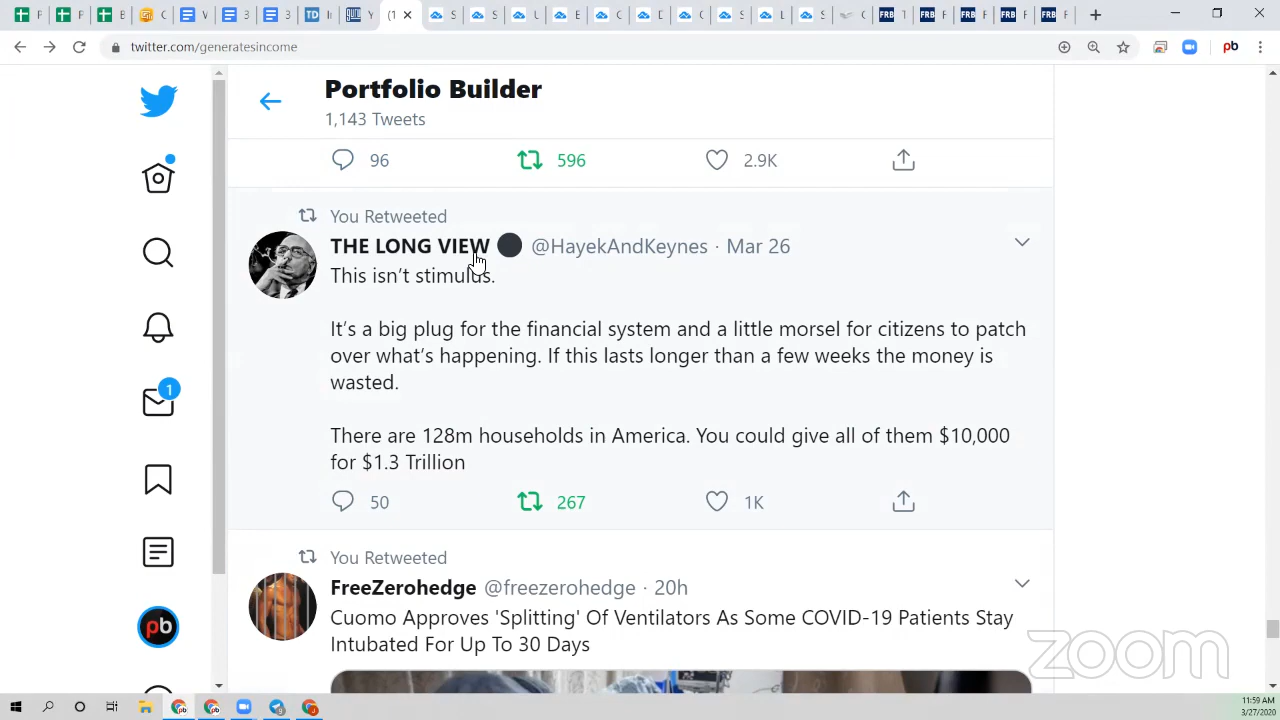 twitter.com/generatesincome
pb
Portfolio Builder
1,143 Tweets
96 596 2.9K
You Retweeted
THE LONG VIEW @HayekAndKeynes · Mar 26
This isn’t stimulus.
It’s a big plug for the financial system and a little morsel for citizens to patch
over what’s happening. If this lasts longer than a few weeks the money is
wasted.
There are 128m households in America. You could give all of them $10,000
for $1.3 Trillion
50 267 1K
You Retweeted
FreeZerohedge @freezerohedge · 20h
Cuomo Approves 'Splitting' Of Ventilators As Some COVID-19 Patients Stay
Intubated For Up To 30 Days
1
pb
zoom
11:59 AM
3/27/2020